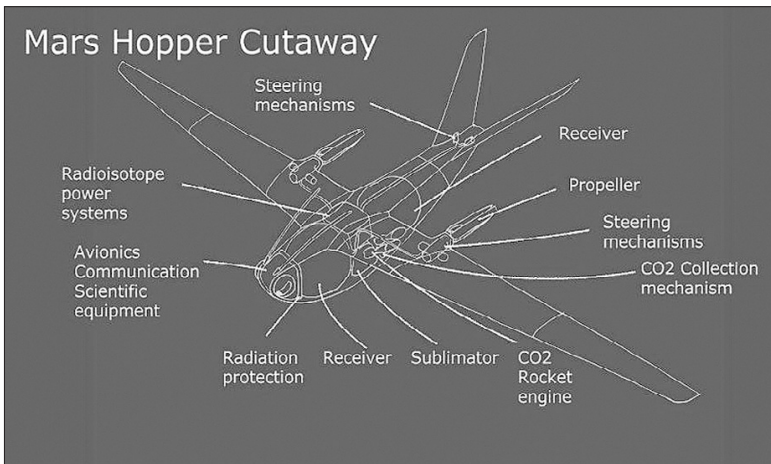 Mars Hopper Cutaway
Steering
mechanisms
Receiver
Radioisotope
power
systems
Propeller
Steering
mechanisms
Avionics
Communication
Scientific
equipment
CO2 Collection
mechanism
Radiation
protection
Receiver
Sublimator
CO2
Rocket
engine